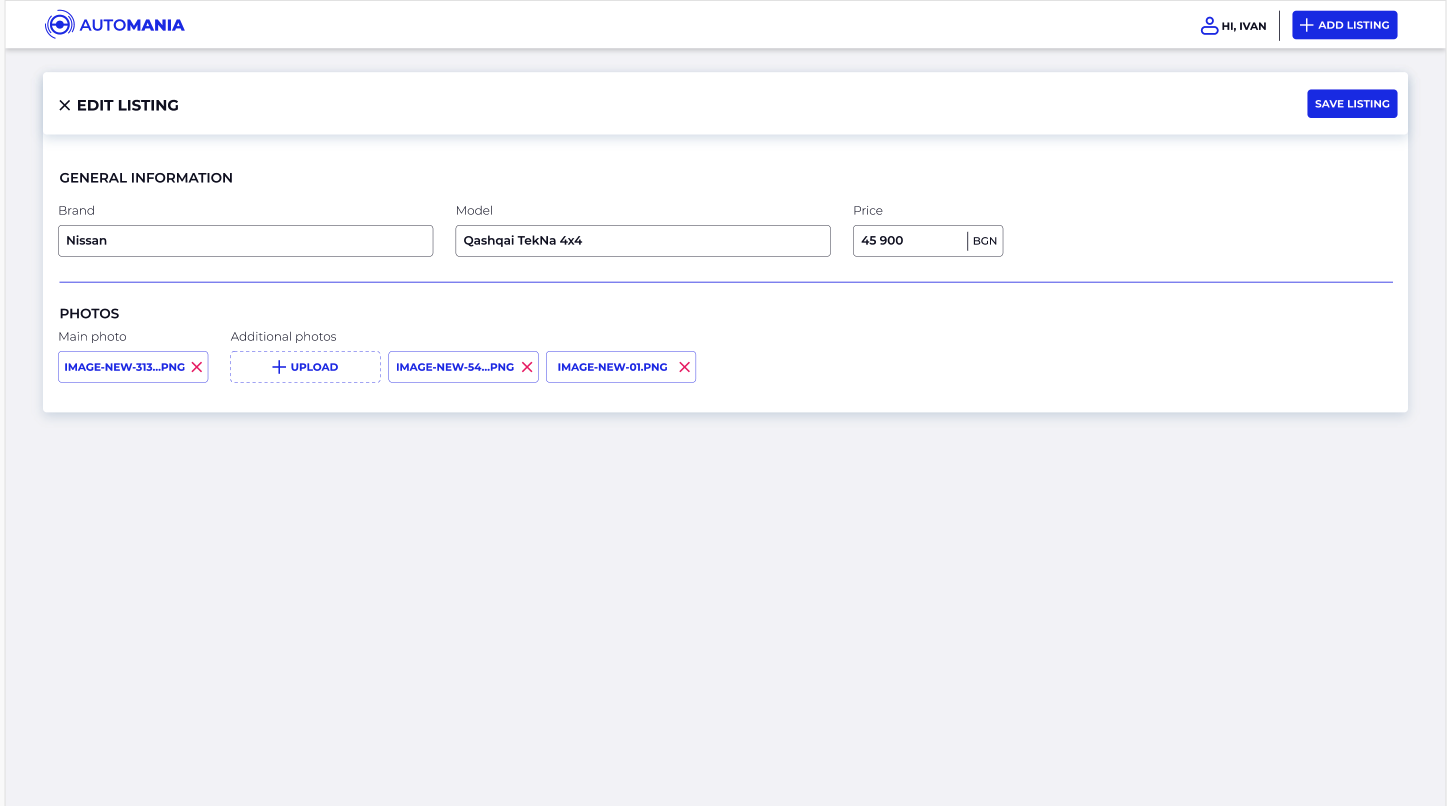 AUTOMANIA
HI, IVAN
ADD LISTING
EDIT LISTING
SAVE LISTING
GENERAL INFORMATION
Brand
Model
Price
Nissan
Qashqai TekNa 4x4
45 900
BGN
PHOTOS
Main photo
Additional photos
IMAGE-NEW-313...PNG
UPLOAD
IMAGE-NEW-54...PNG
IMAGE-NEW-01.PNG